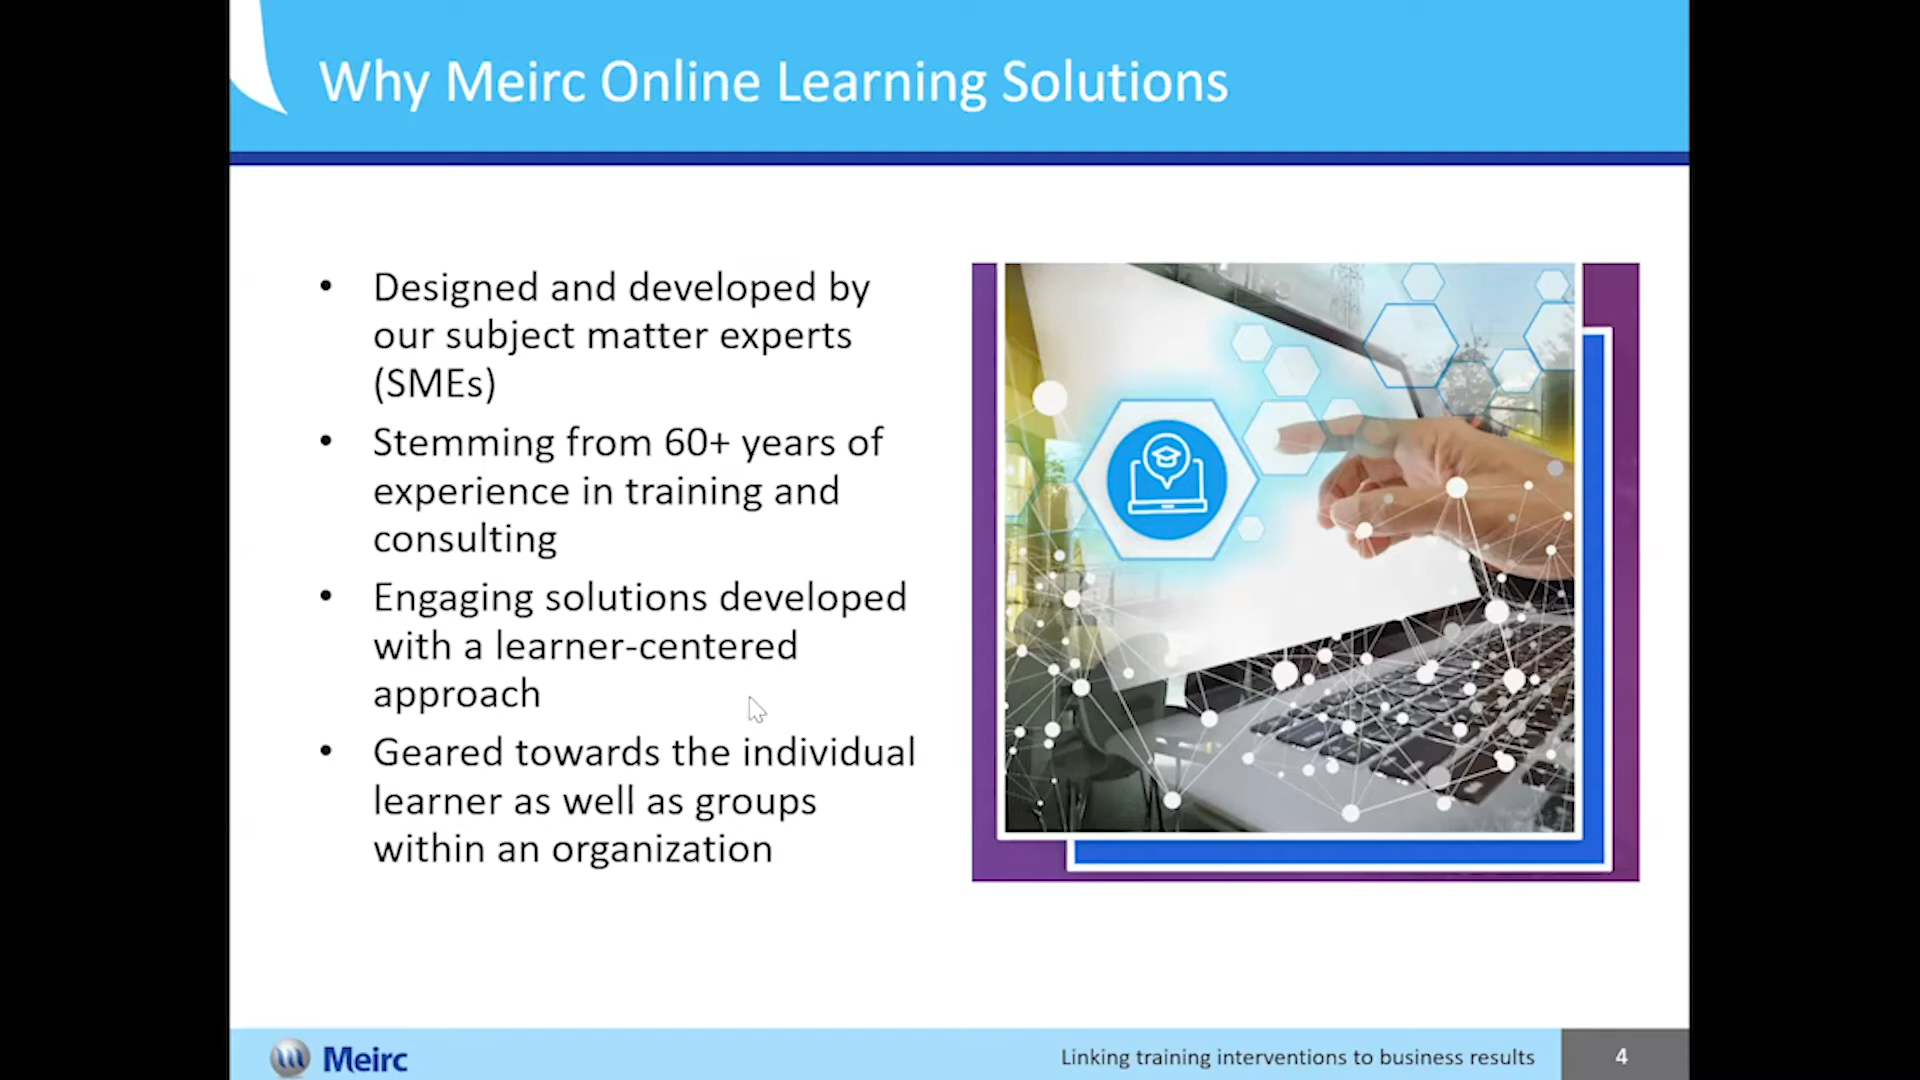 Why Meirc Online Learning Solutions
• Designed and developed by
our subject matter experts
(SMEs)
• Stemming from 60+ years of
experience in training and
consulting
• Engaging solutions developed
with a learner-centered
approach
• Geared towards the individual
learner as well as groups
within an organization
Meirc
Linking training interventions to business results
4